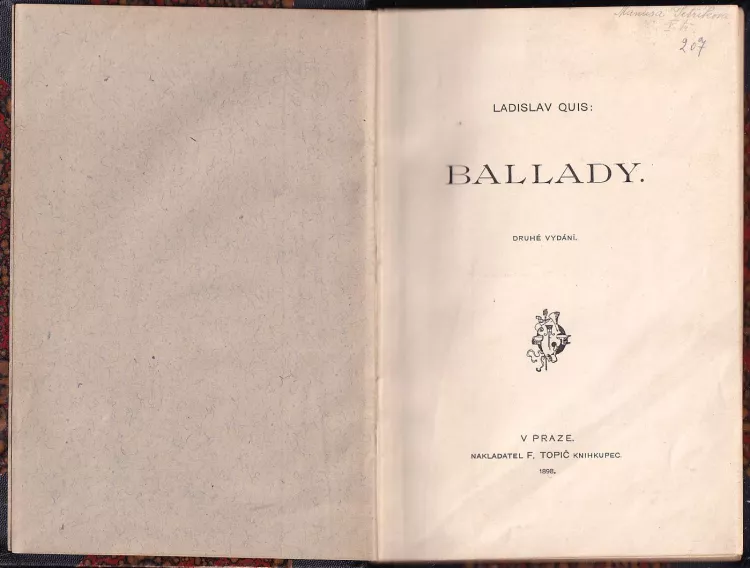 207
LADISLAV QUIS:
BALLADY.
DRUHÉ VYDÁNÍ.
V PRAZE.
NAKLADATEL F. TOPIČ KNIHKUPEC.
1898.